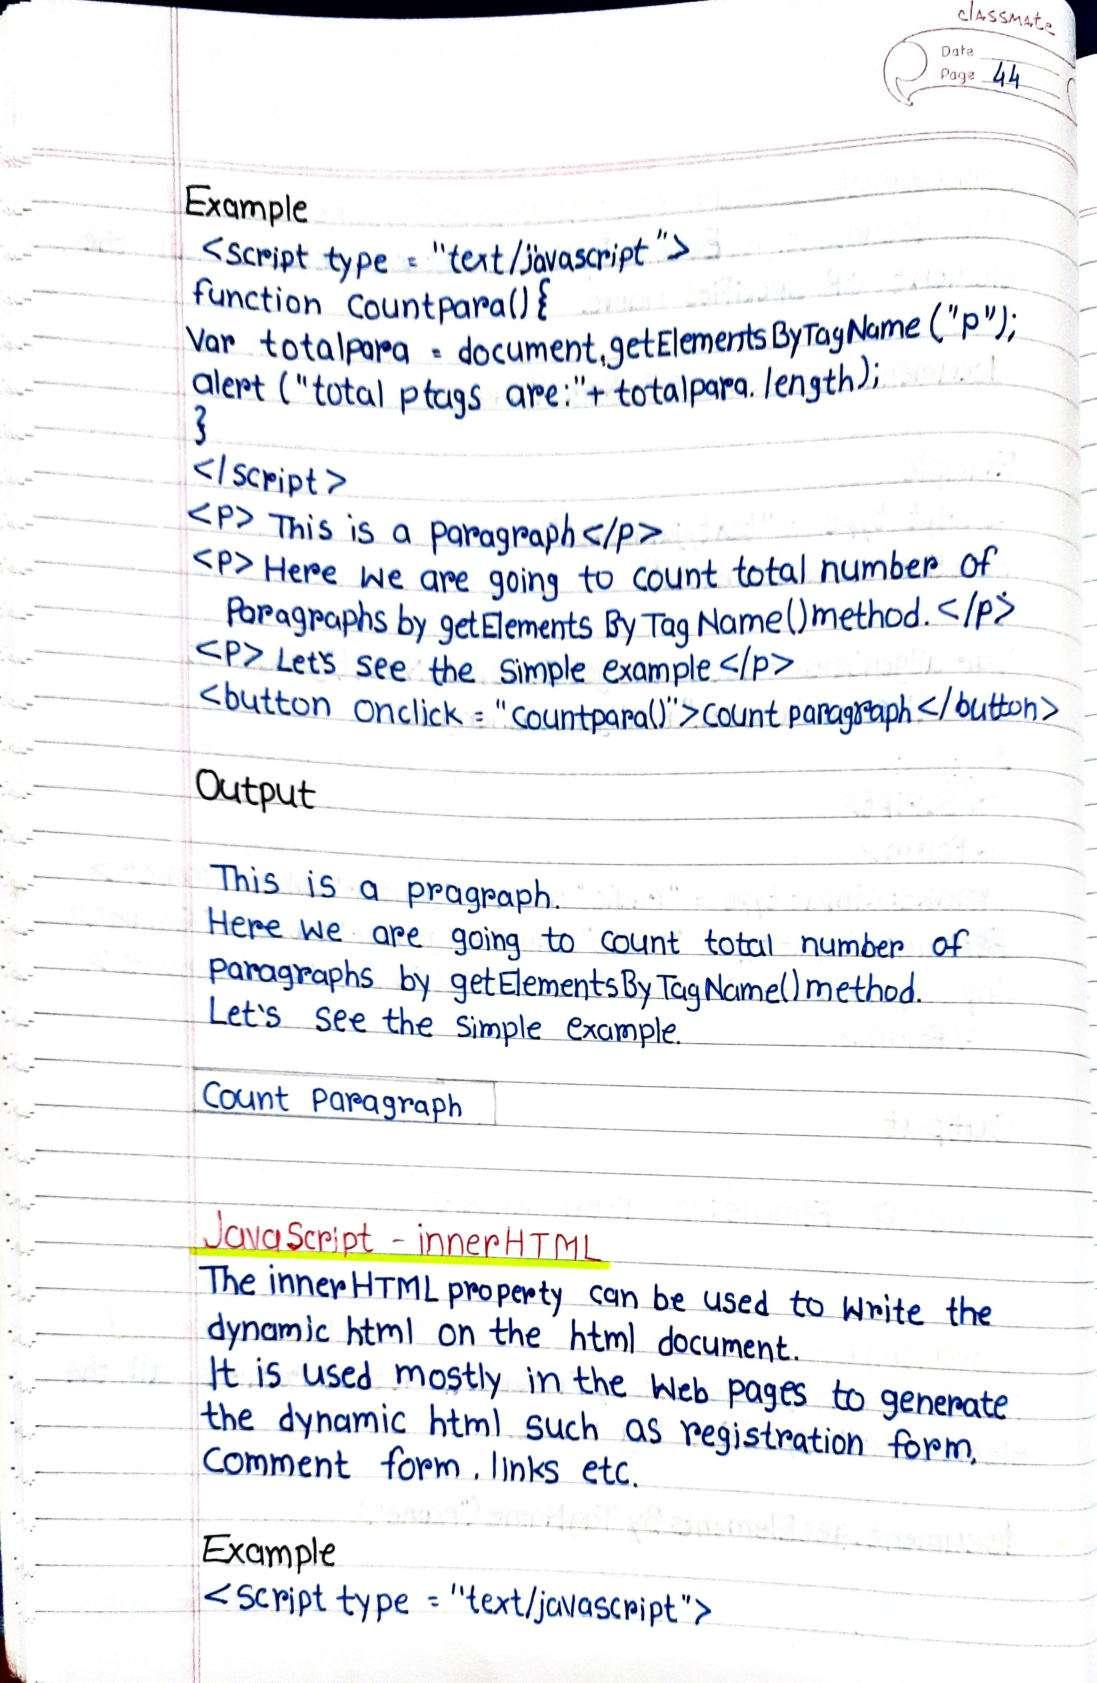 classmate
Date
Page 44
Example
<script type = "text/javascript">
function Countpara(){
Var totalpara = document.getElementsByTagName("p");
alert ("total ptags are:"+ totalpara.length);
}
</script>
<P> This is a paragraph</p>
<P> Here we are going to count total number of
Paragraphs by getElements By Tag Name() method. </p>
<P> Let's see the Simple example </p>
<button Onclick = "Countpara()">Count paragraph </button>
Output
This is a pragraph.
Here we are going to count total number of
paragraphs by getElementsByTagName() method.
Let's see the Simple example.
Count Paragraph
JavaScript - innerHTML
The innerHTML property can be used to Write the
dynamic html on the html document.
It is used mostly in the Web pages to generate
the dynamic html such as registration form,
Comment form, links etc.
Example
<Script type = "text/javascript">